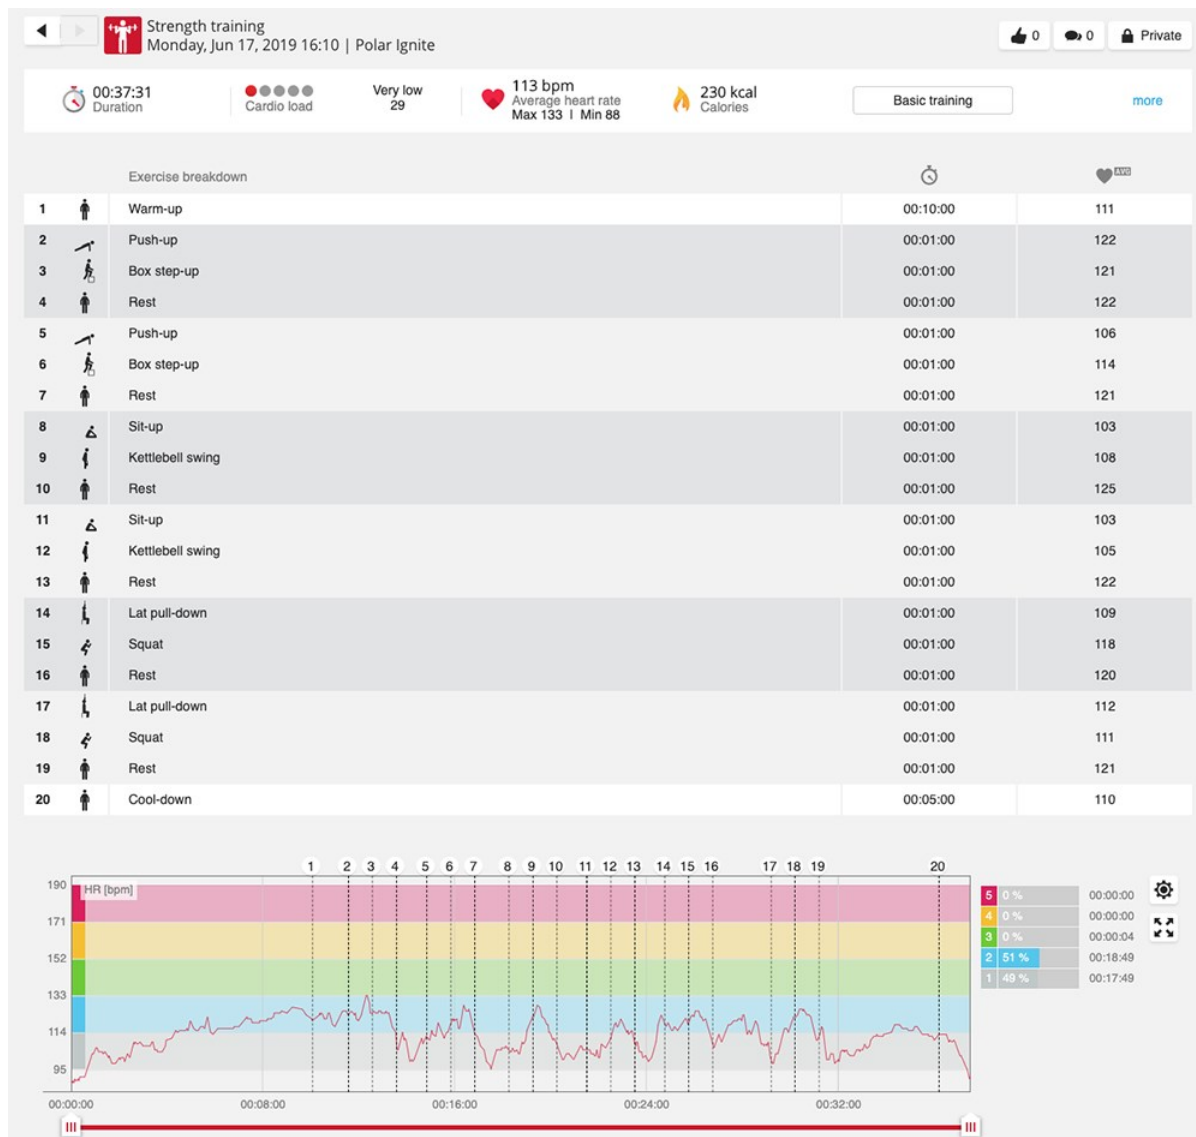 Strength training
Monday, Jun 17, 2019 16:10 | Polar Ignite
0
0
Private
00:37:31
Duration
Cardio load
Very low
29
113 bpm
Average heart rate
Max 133 | Min 88
230 kcal
Calories
Basic training
more
Exercise breakdown
AVG
1 Warm-up 00:10:00 111
2 Push-up 00:01:00 122
3 Box step-up 00:01:00 121
4 Rest 00:01:00 122
5 Push-up 00:01:00 106
6 Box step-up 00:01:00 114
7 Rest 00:01:00 121
8 Sit-up 00:01:00 103
9 Kettlebell swing 00:01:00 108
10 Rest 00:01:00 125
11 Sit-up 00:01:00 103
12 Kettlebell swing 00:01:00 105
13 Rest 00:01:00 122
14 Lat pull-down 00:01:00 109
15 Squat 00:01:00 118
16 Rest 00:01:00 120
17 Lat pull-down 00:01:00 112
18 Squat 00:01:00 111
19 Rest 00:01:00 121
20 Cool-down 00:05:00 110
1 2 3 4 5 6 7 8 9 10 11 12 13 14 15 16 17 18 19 20
HR [bpm]
190
171
152
133
114
95
5 0 % 00:00:00
4 0 % 00:00:00
3 0 % 00:00:04
2 51 % 00:18:49
1 49 % 00:17:49
00:00:00 00:08:00 00:16:00 00:24:00 00:32:00